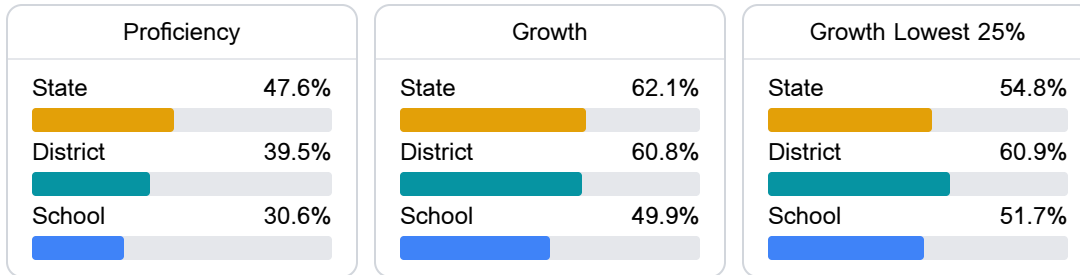 Proficiency
State 47.6%
District 39.5%
School 30.6%
Growth
State 62.1%
District 60.8%
School 49.9%
Growth Lowest 25%
State 54.8%
District 60.9%
School 51.7%